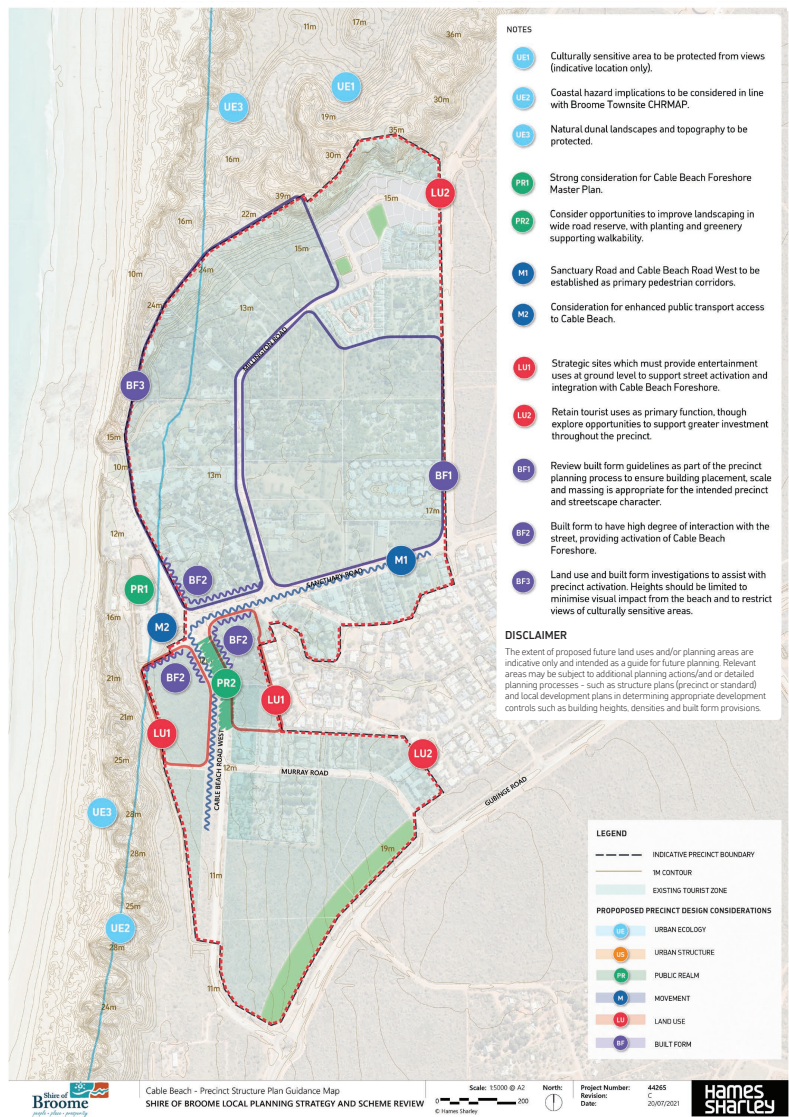 11m
17m
36m
UE1
UE3
30m
19m
35m
30m
16m
39m
LU2
15m
22m
16m
15m
24m
10m
24m
13m
MILLINGTON ROAD
BF3
15m
10m
13m
BF1
17m
12m
M1
SANCTUARY ROAD
BF2
PR1
16m
M2
BF2
BF2
21m
PR2
LU1
21m
LU1
CABLE BEACH ROAD WEST
25m
12m
MURRAY ROAD
LU2
GUBINGE ROAD
UE3
28m
28m
19m
11m
25m
UE2
28m
11m
24m
NOTES
UE1
Culturally sensitive area to be protected from views
(indicative location only).
UE2
Coastal hazard implications to be considered in line
with Broome Townsite CHRMAP.
UE3
Natural dunal landscapes and topography to be
protected.
PR1
Strong consideration for Cable Beach Foreshore
Master Plan.
PR2
Consider opportunities to improve landscaping in
wide road reserve, with planting and greenery
supporting walkability.
M1
Sanctuary Road and Cable Beach Road West to be
established as primary pedestrian corridors.
M2
Consideration for enhanced public transport access
to Cable Beach.
LU1
Strategic sites which must provide entertainment
uses at ground level to support street activation and
integration with Cable Beach Foreshore.
LU2
Retain tourist uses as primary function, though
explore opportunities to support greater investment
throughout the precinct.
BF1
Review built form guidelines as part of the precinct
planning process to ensure building placement, scale
and massing is appropriate for the intended precinct
and streetscape character.
BF2
Built form to have high degree of interaction with the
street, providing activation of Cable Beach
Foreshore.
BF3
Land use and built form investigations to assist with
precinct activation. Heights should be limited to
minimise visual impact from the beach and to restrict
views of culturally sensitive areas.
DISCLAIMER
The extent of proposed future land uses and/or planning areas are
indicative only and intended as a guide for future planning. Relevant
areas may be subject to additional planning actions/and or detailed
planning processes - such as structure plans (precinct or standard)
and local development plans in determining appropriate development
controls such as building heights, densities and built form provisions.
LEGEND
INDICATIVE PRECINCT BOUNDARY
1M CONTOUR
EXISTING TOURIST ZONE
PROPOPOSED PRECINCT DESIGN CONSIDERATIONS
UE URBAN ECOLOGY
US URBAN STRUCTURE
PR PUBLIC REALM
M MOVEMENT
LU LAND USE
BF BUILT FORM
Shire of
Broome
people • place • prosperity
Cable Beach - Precinct Structure Plan Guidance Map
SHIRE OF BROOME LOCAL PLANNING STRATEGY AND SCHEME REVIEW
Scale: 1:5000 @ A2
0 200
© Hames Sharley
North:
Project Number: 44265
Revision: C
Date: 20/07/2021
HAMES
SHARLEY